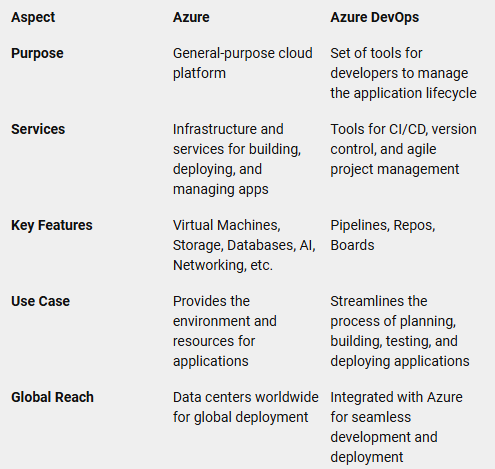 Aspect Azure Azure DevOps
Purpose General-purpose cloud Set of tools for
platform developers to manage
the application lifecycle
Services Infrastructure and Tools for CI/CD, version
services for building, control, and agile
deploying, and project management
managing apps
Key Features Virtual Machines, Pipelines, Repos,
Storage, Databases, AI, Boards
Networking, etc.
Use Case Provides the Streamlines the
environment and process of planning,
resources for building, testing, and
applications deploying applications
Global Reach Data centers worldwide Integrated with Azure
for global deployment for seamless
development and
deployment